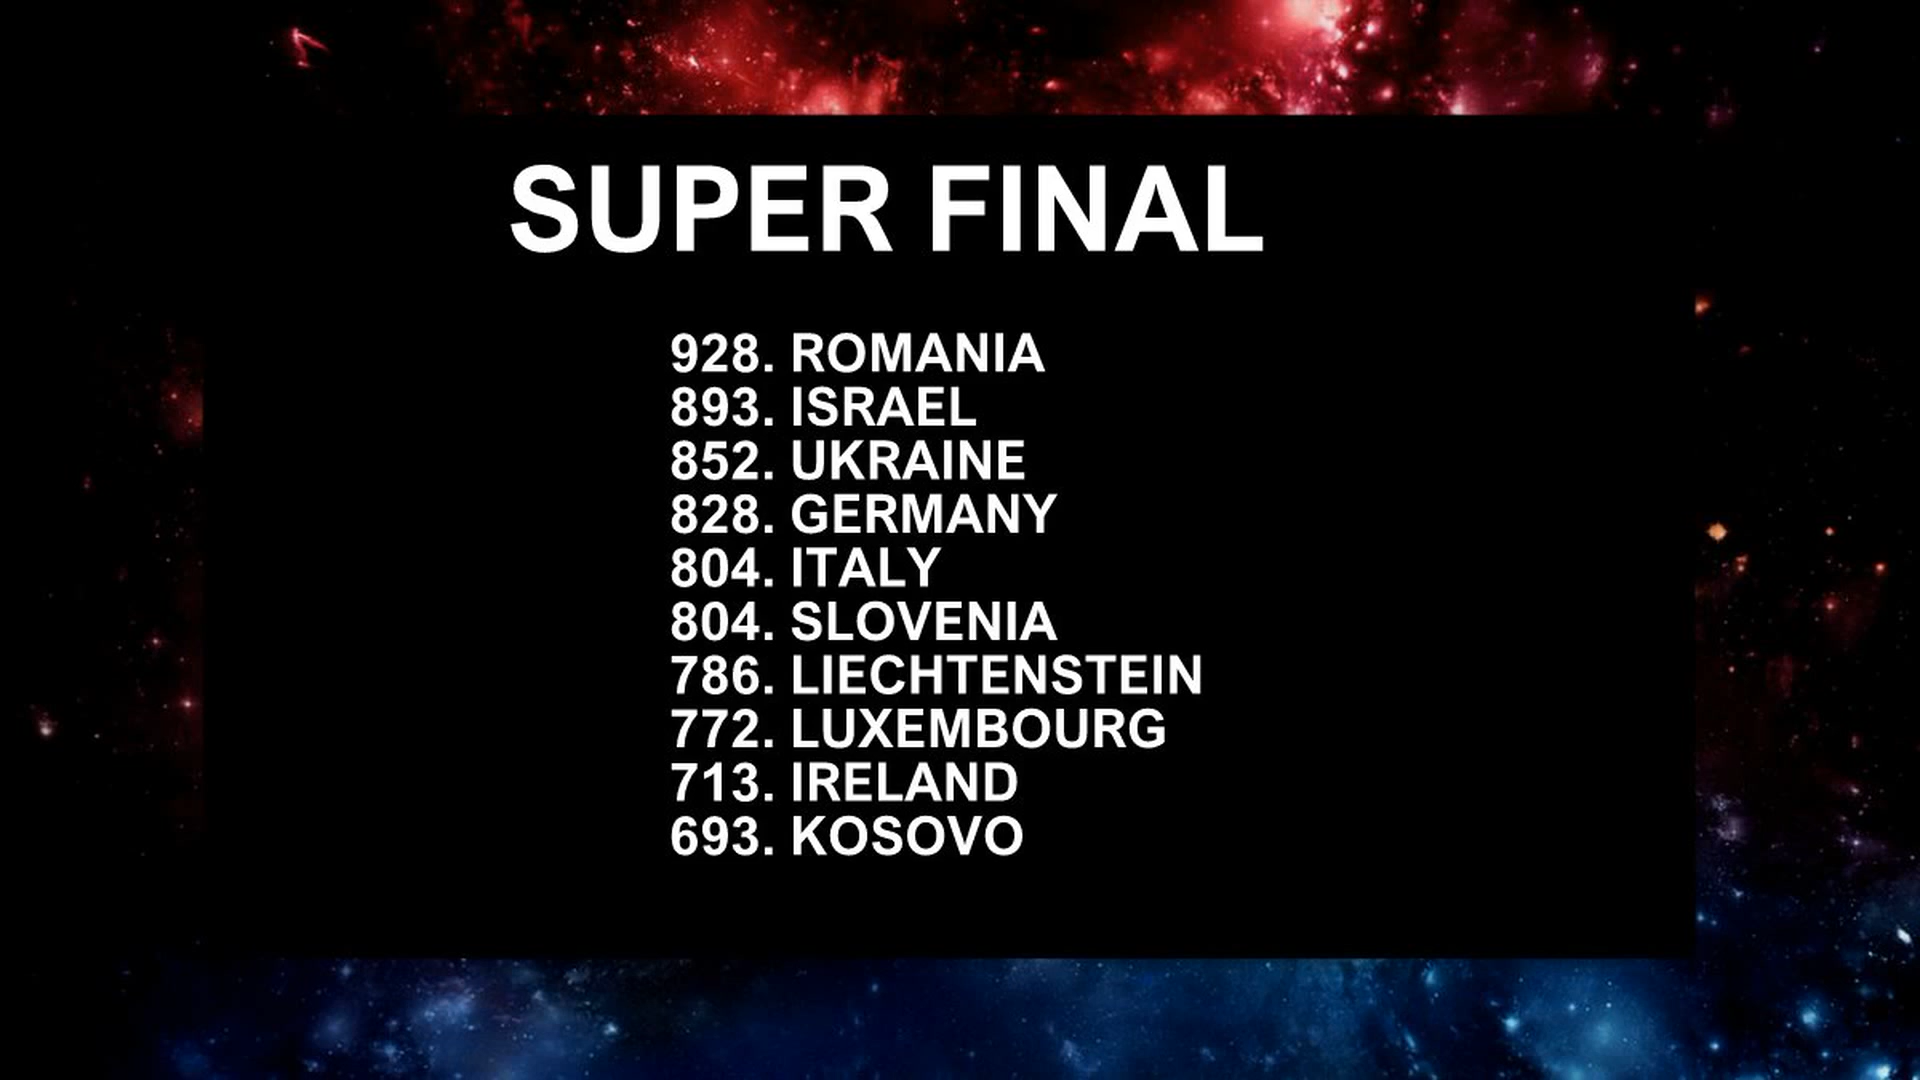 SUPER FINAL
928. ROMANIA
893. ISRAEL
852. UKRAINE
828. GERMANY
804. ITALY
804. SLOVENIA
786. LIECHTENSTEIN
772. LUXEMBOURG
713. IRELAND
693. KOSOVO